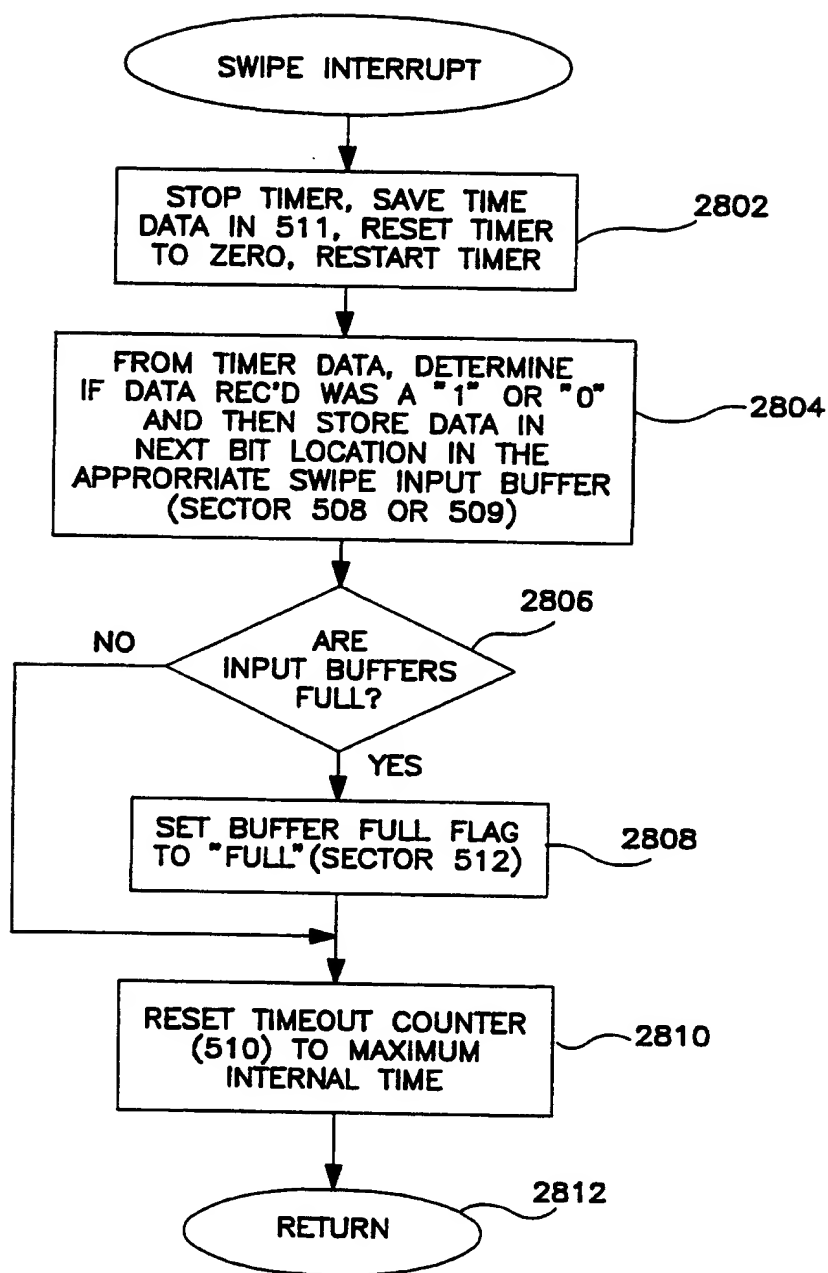 SWIPE INTERRUPT
STOP TIMER, SAVE TIME
DATA IN 511, RESET TIMER
TO ZERO, RESTART TIMER
2802
FROM TIMER DATA, DETERMINE
IF DATA REC'D WAS A "1" OR "0"
AND THEN STORE DATA IN
NEXT BIT LOCATION IN THE
APPRORRIATE SWIPE INPUT BUFFER
(SECTOR 508 OR 509)
2804
ARE
INPUT BUFFERS
FULL?
2806
NO
YES
SET BUFFER FULL FLAG
TO "FULL" (SECTOR 512)
2808
RESET TIMEOUT COUNTER
(510) TO MAXIMUM
INTERNAL TIME
2810
RETURN
2812